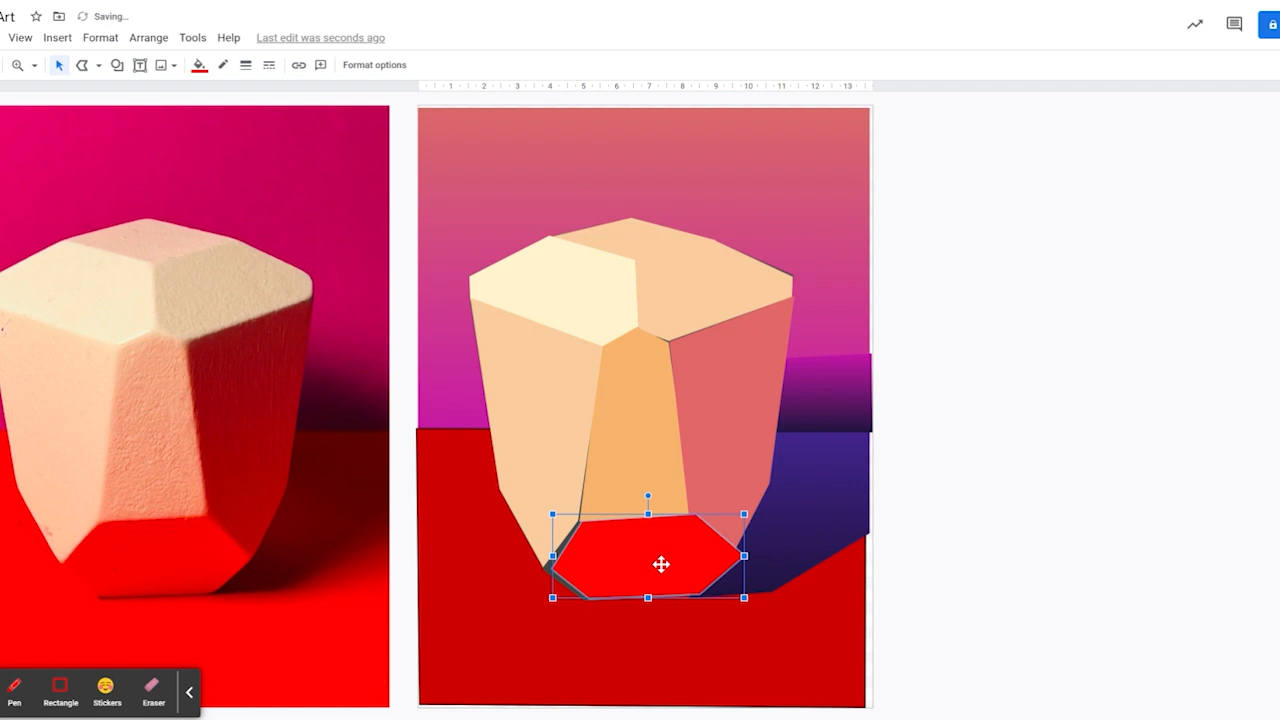 Art Saving...
View Insert Format Arrange Tools Help Last edit was seconds ago
Format options
1 2 3 4 5 6 7 8 9 10 11 12 13
Pen Rectangle Stickers Eraser